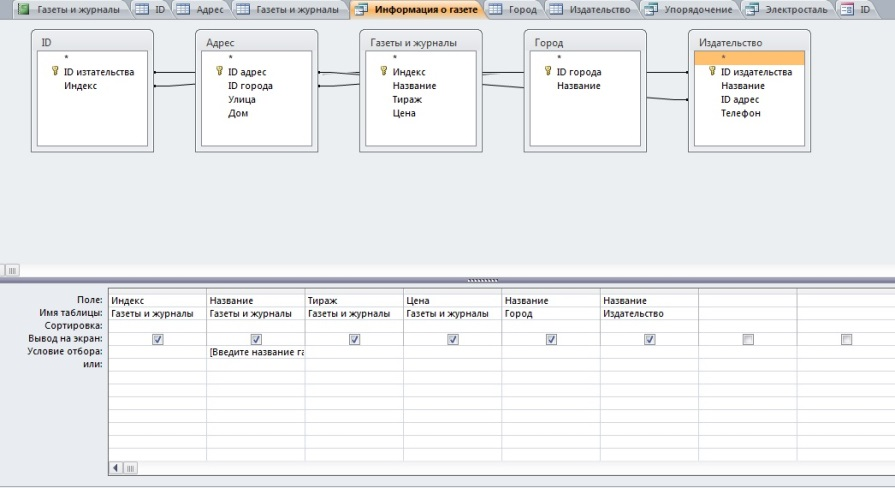 Газеты и журналы ID Адрес Газеты и журналы Информация о газете Город Издательство Упорядочение Электросталь ID
ID Адрес Газеты и журналы Город Издательство
* * * * *
ID изтательства ID адрес Индекс ID города ID издательства
Индекс ID города Название Название Название
Улица Тираж ID адрес
Дом Цена Телефон
Поле: Индекс Название Тираж Цена Название Название
Имя таблицы: Газеты и журналы Газеты и журналы Газеты и журналы Газеты и журналы Город Издательство
Сортировка:
Вывод на экран:
Условие отбора: [Введите название га
или: